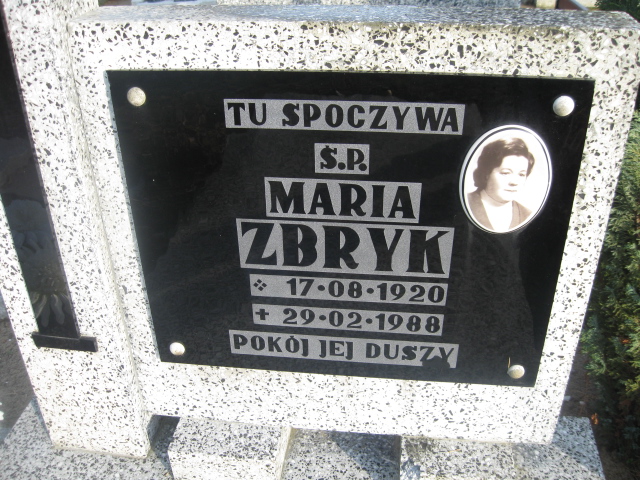 TU SPOCZYWA
Ś.P.
MARIA
ZBRYK
⁘ 17·08·1920
+ 29·02·1988
POKÓJ JEJ DUSZY